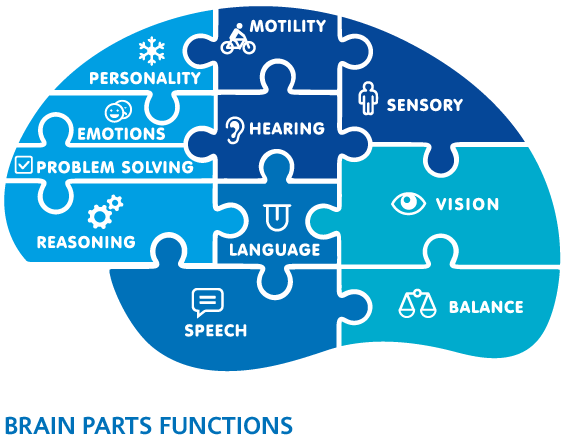 MOTILITY
PERSONALITY
SENSORY
EMOTIONS
HEARING
PROBLEM SOLVING
VISION
REASONING
LANGUAGE
SPEECH
BALANCE
BRAIN PARTS FUNCTIONS